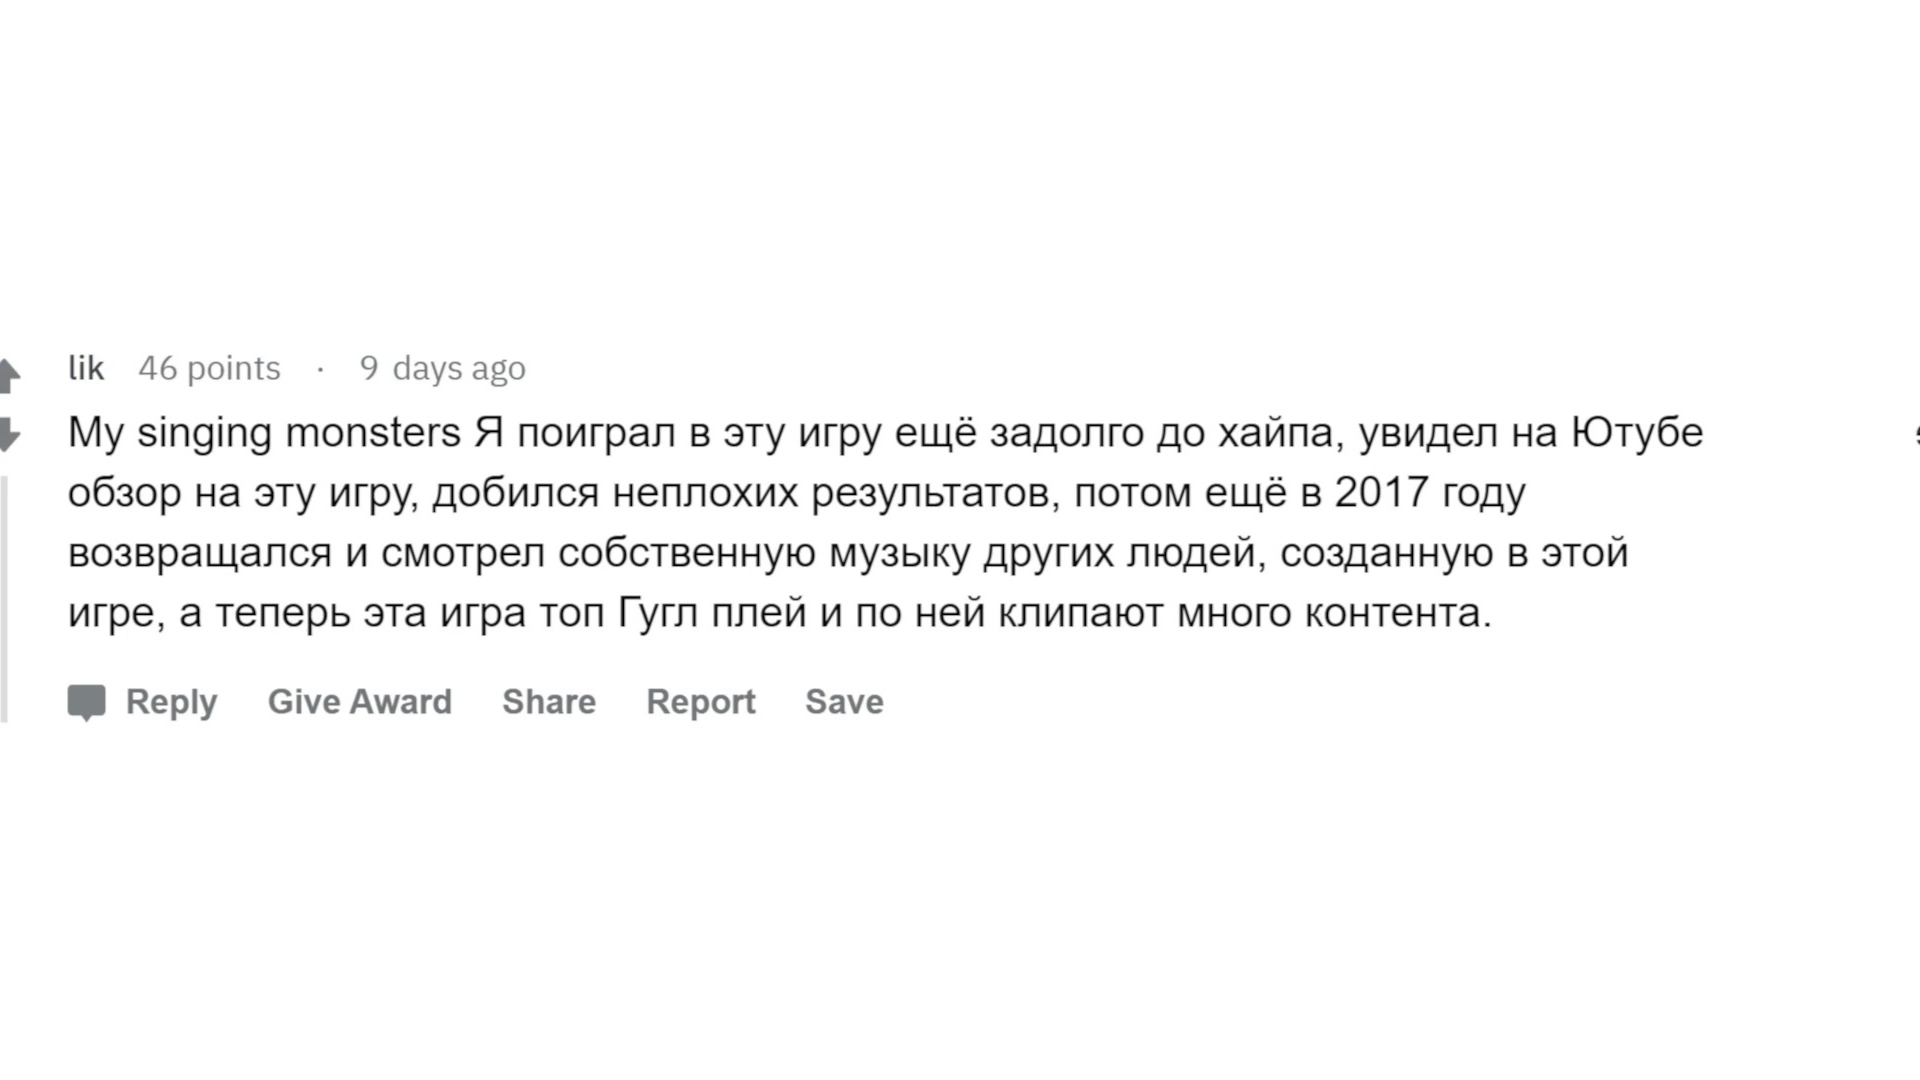 lik 46 points · 9 days ago
My singing monsters Я поиграл в эту игру ещё задолго до хайпа, увидел на Ютубе
обзор на эту игру, добился неплохих результатов, потом ещё в 2017 году
возвращался и смотрел собственную музыку других людей, созданную в этой
игре, а теперь эта игра топ Гугл плей и по ней клипают много контента.
Reply Give Award Share Report Save